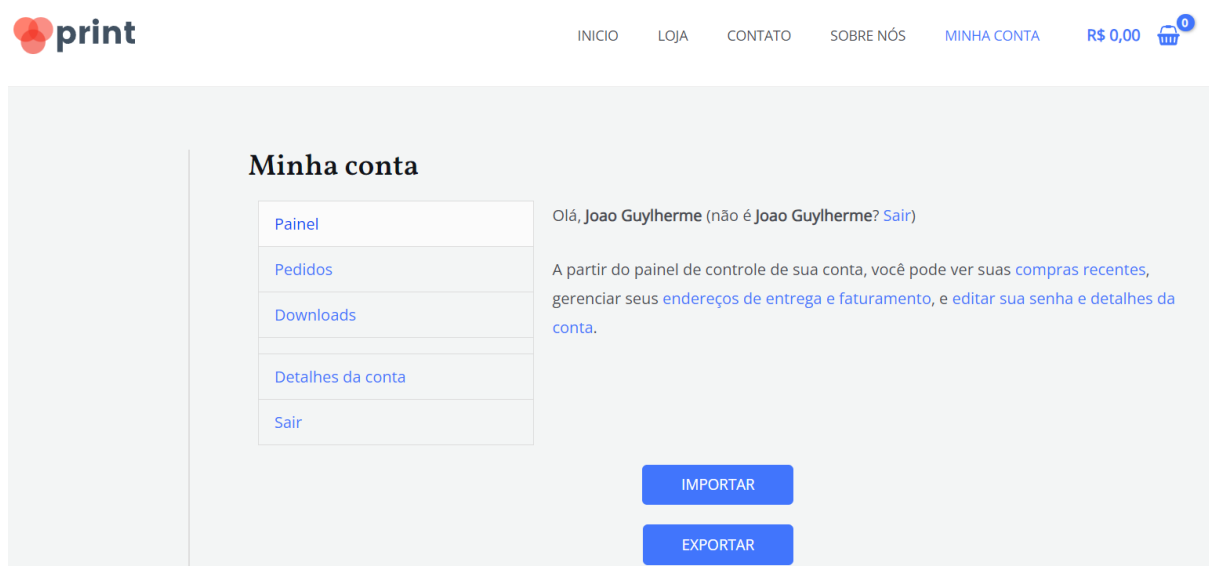 print
INICIO LOJA CONTATO SOBRE NÓS MINHA CONTA R$ 0,00 0
Minha conta
Painel
Pedidos
Downloads
Detalhes da conta
Sair
Olá, Joao Guylherme (não é Joao Guylherme? Sair)
A partir do painel de controle de sua conta, você pode ver suas compras recentes,
gerenciar seus endereços de entrega e faturamento, e editar sua senha e detalhes da
conta.
IMPORTAR
EXPORTAR